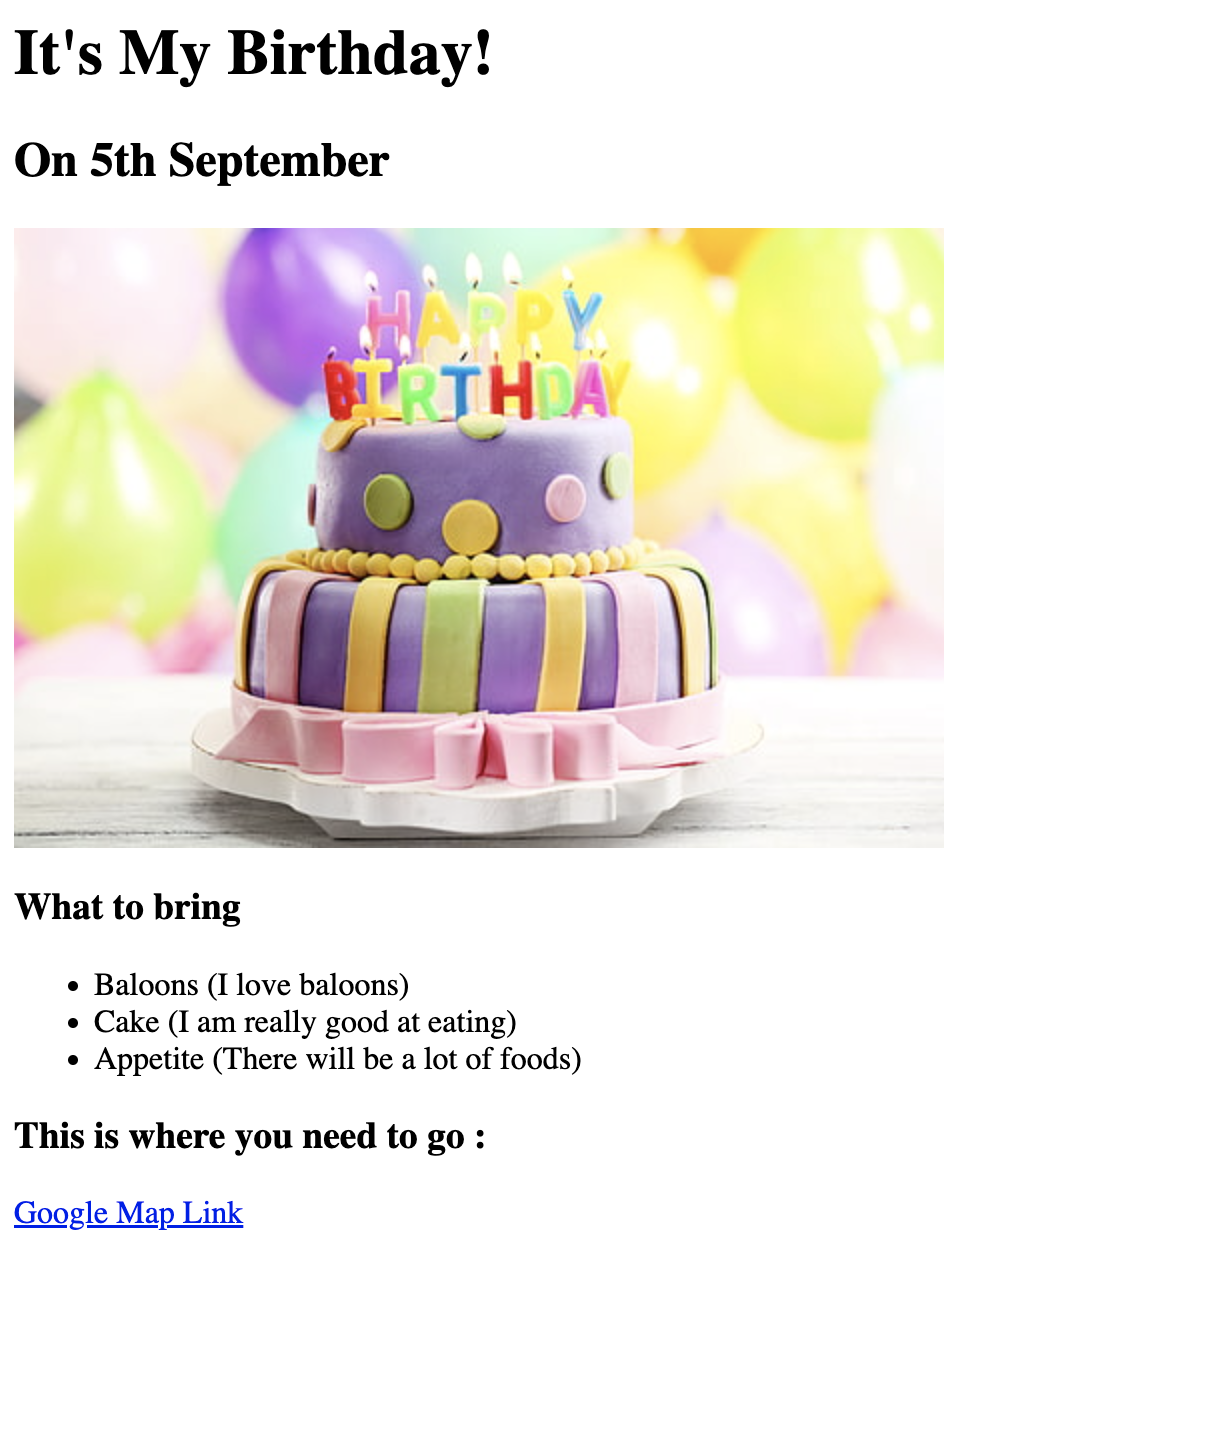 It's My Birthday!
On 5th September
HAPPY
BIRTHDAY
What to bring
Baloons (I love baloons)
Cake (I am really good at eating)
Appetite (There will be a lot of foods)
This is where you need to go :
Google Map Link